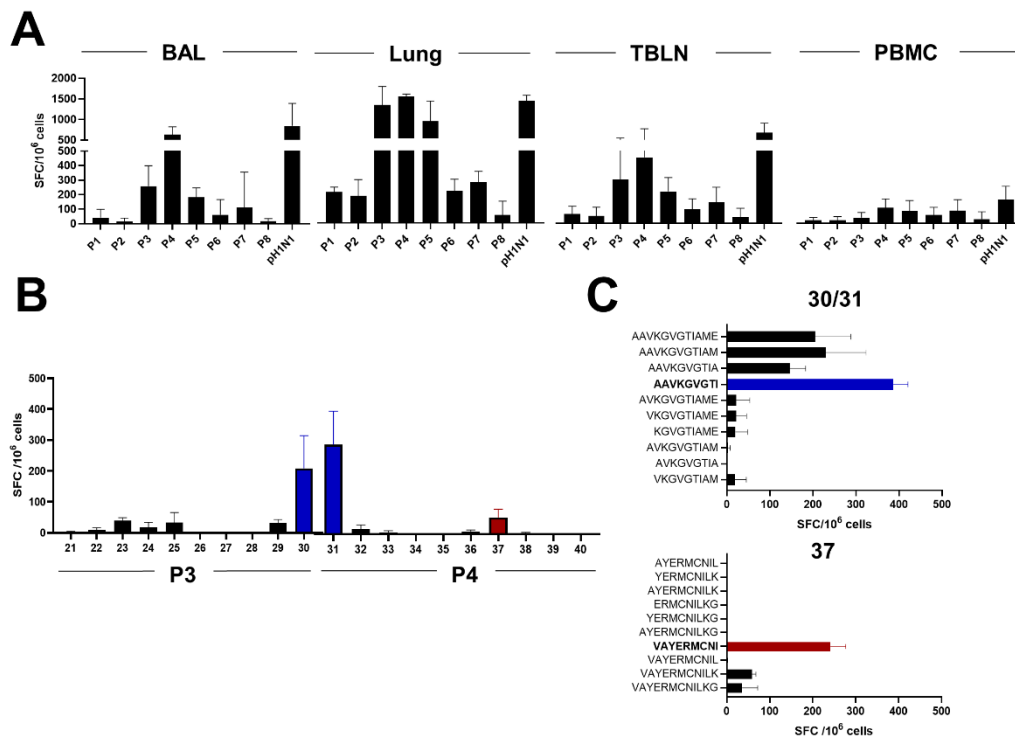 A
BAL
Lung
TBLN
PBMC
SFC/10⁶ cells
2000
1500
1000
500
500
400
300
200
100
0
P1 P2 P3 P4 P5 P6 P7 P8 pH1N1
P1 P2 P3 P4 P5 P6 P7 P8 pH1N1
P1 P2 P3 P4 P5 P6 P7 P8 pH1N1
P1 P2 P3 P4 P5 P6 P7 P8 pH1N1
B
SFC /10⁶ cells
500
400
300
200
100
0
21 22 23 24 25 26 27 28 29 30 31 32 33 34 35 36 37 38 39 40
P3
P4
C
30/31
AAVKGVGTIAME
AAVKGVGTIAM
AAVKGVGTIA
AAVKGVGTI
AVKGVGTIAME
VKGVGTIAME
KGVGTIAME
AVKGVGTIAM
AVKGVGTIA
VKGVGTIAM
0 100 200 300 400 500
SFC/10⁶ cells
37
AYERMCNIL
YERMCNILK
AYERMCNILK
ERMCNILKG
YERMCNILKG
AYERMCNILKG
VAYERMCNI
VAYERMCNIL
VAYERMCNILK
VAYERMCNILKG
0 100 200 300 400 500
SFC /10⁶ cells